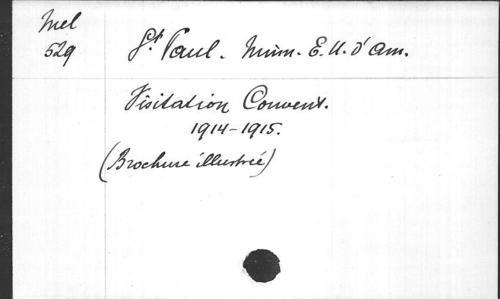 Mel
529
St. Paul. Minn. E. U. d'Am.
Visitation Convent.
1914-1915.
(Brochure illustrée)